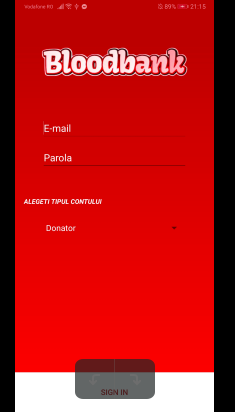 Vodafone RO 89% 21:15
Bloodbank
E-mail
Parola
ALEGETI TIPUL CONTULUI
Donator
SIGN IN